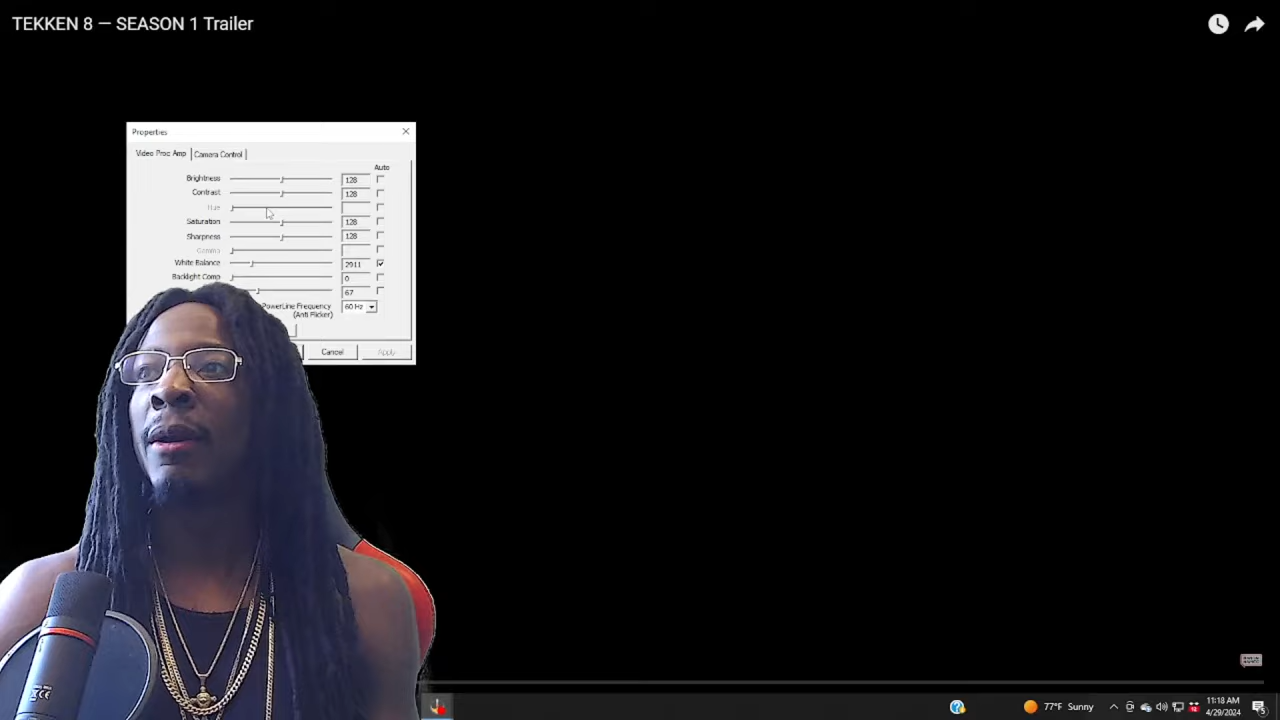 TEKKEN 8 — SEASON 1 Trailer
Properties
Video Proc Amp
Camera Control
Auto
Brightness 128
Contrast 128
Hue
Saturation 128
Sharpness 128
Gamma
White Balance 2911
Backlight Comp 0
67
PowerLine Frequency 60 Hz
(Anti Flicker)
Cancel Apply
77°F Sunny
11:18 AM
4/29/2024